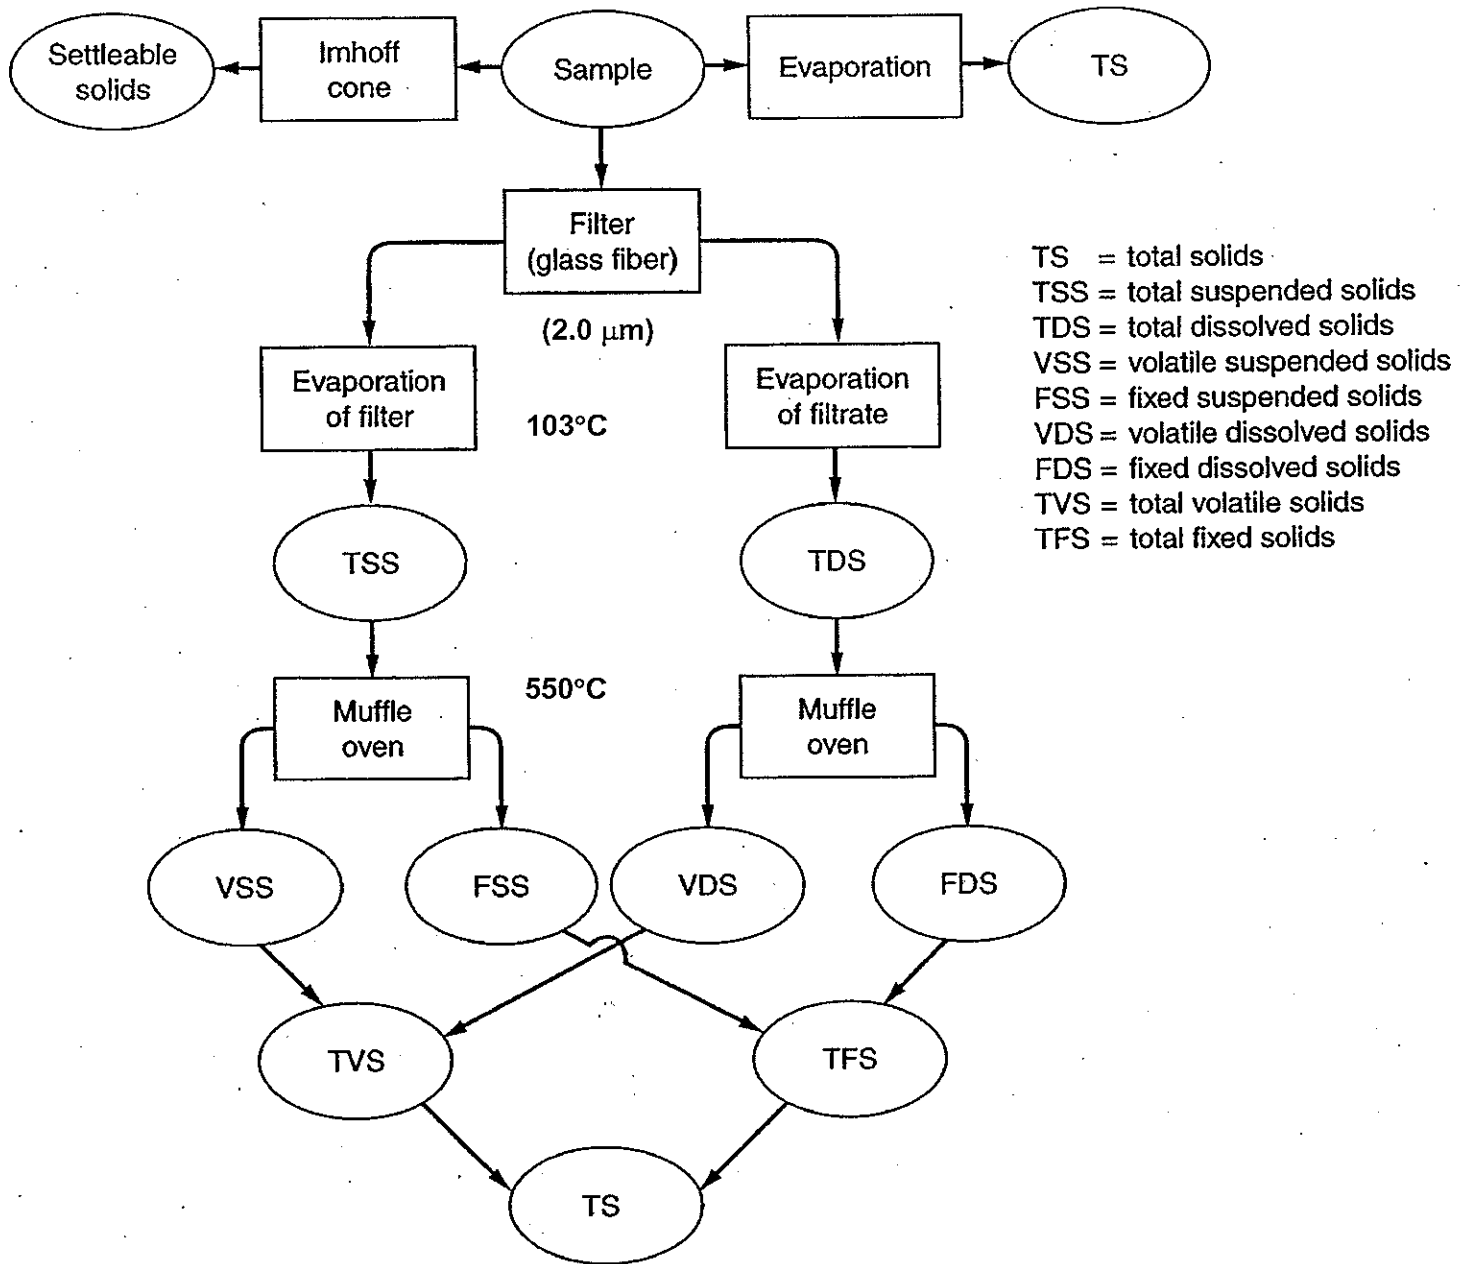 Settleable
solids
Imhoff
cone
Sample
Evaporation
TS
Filter
(glass fiber)
(2.0 μm)
TS = total solids
TSS = total suspended solids
TDS = total dissolved solids
VSS = volatile suspended solids
FSS = fixed suspended solids
VDS = volatile dissolved solids
FDS = fixed dissolved solids
TVS = total volatile solids
TFS = total fixed solids
Evaporation
of filter
103°C
Evaporation
of filtrate
TSS
TDS
Muffle
oven
550°C
Muffle
oven
VSS
FSS
VDS
FDS
TVS
TFS
TS